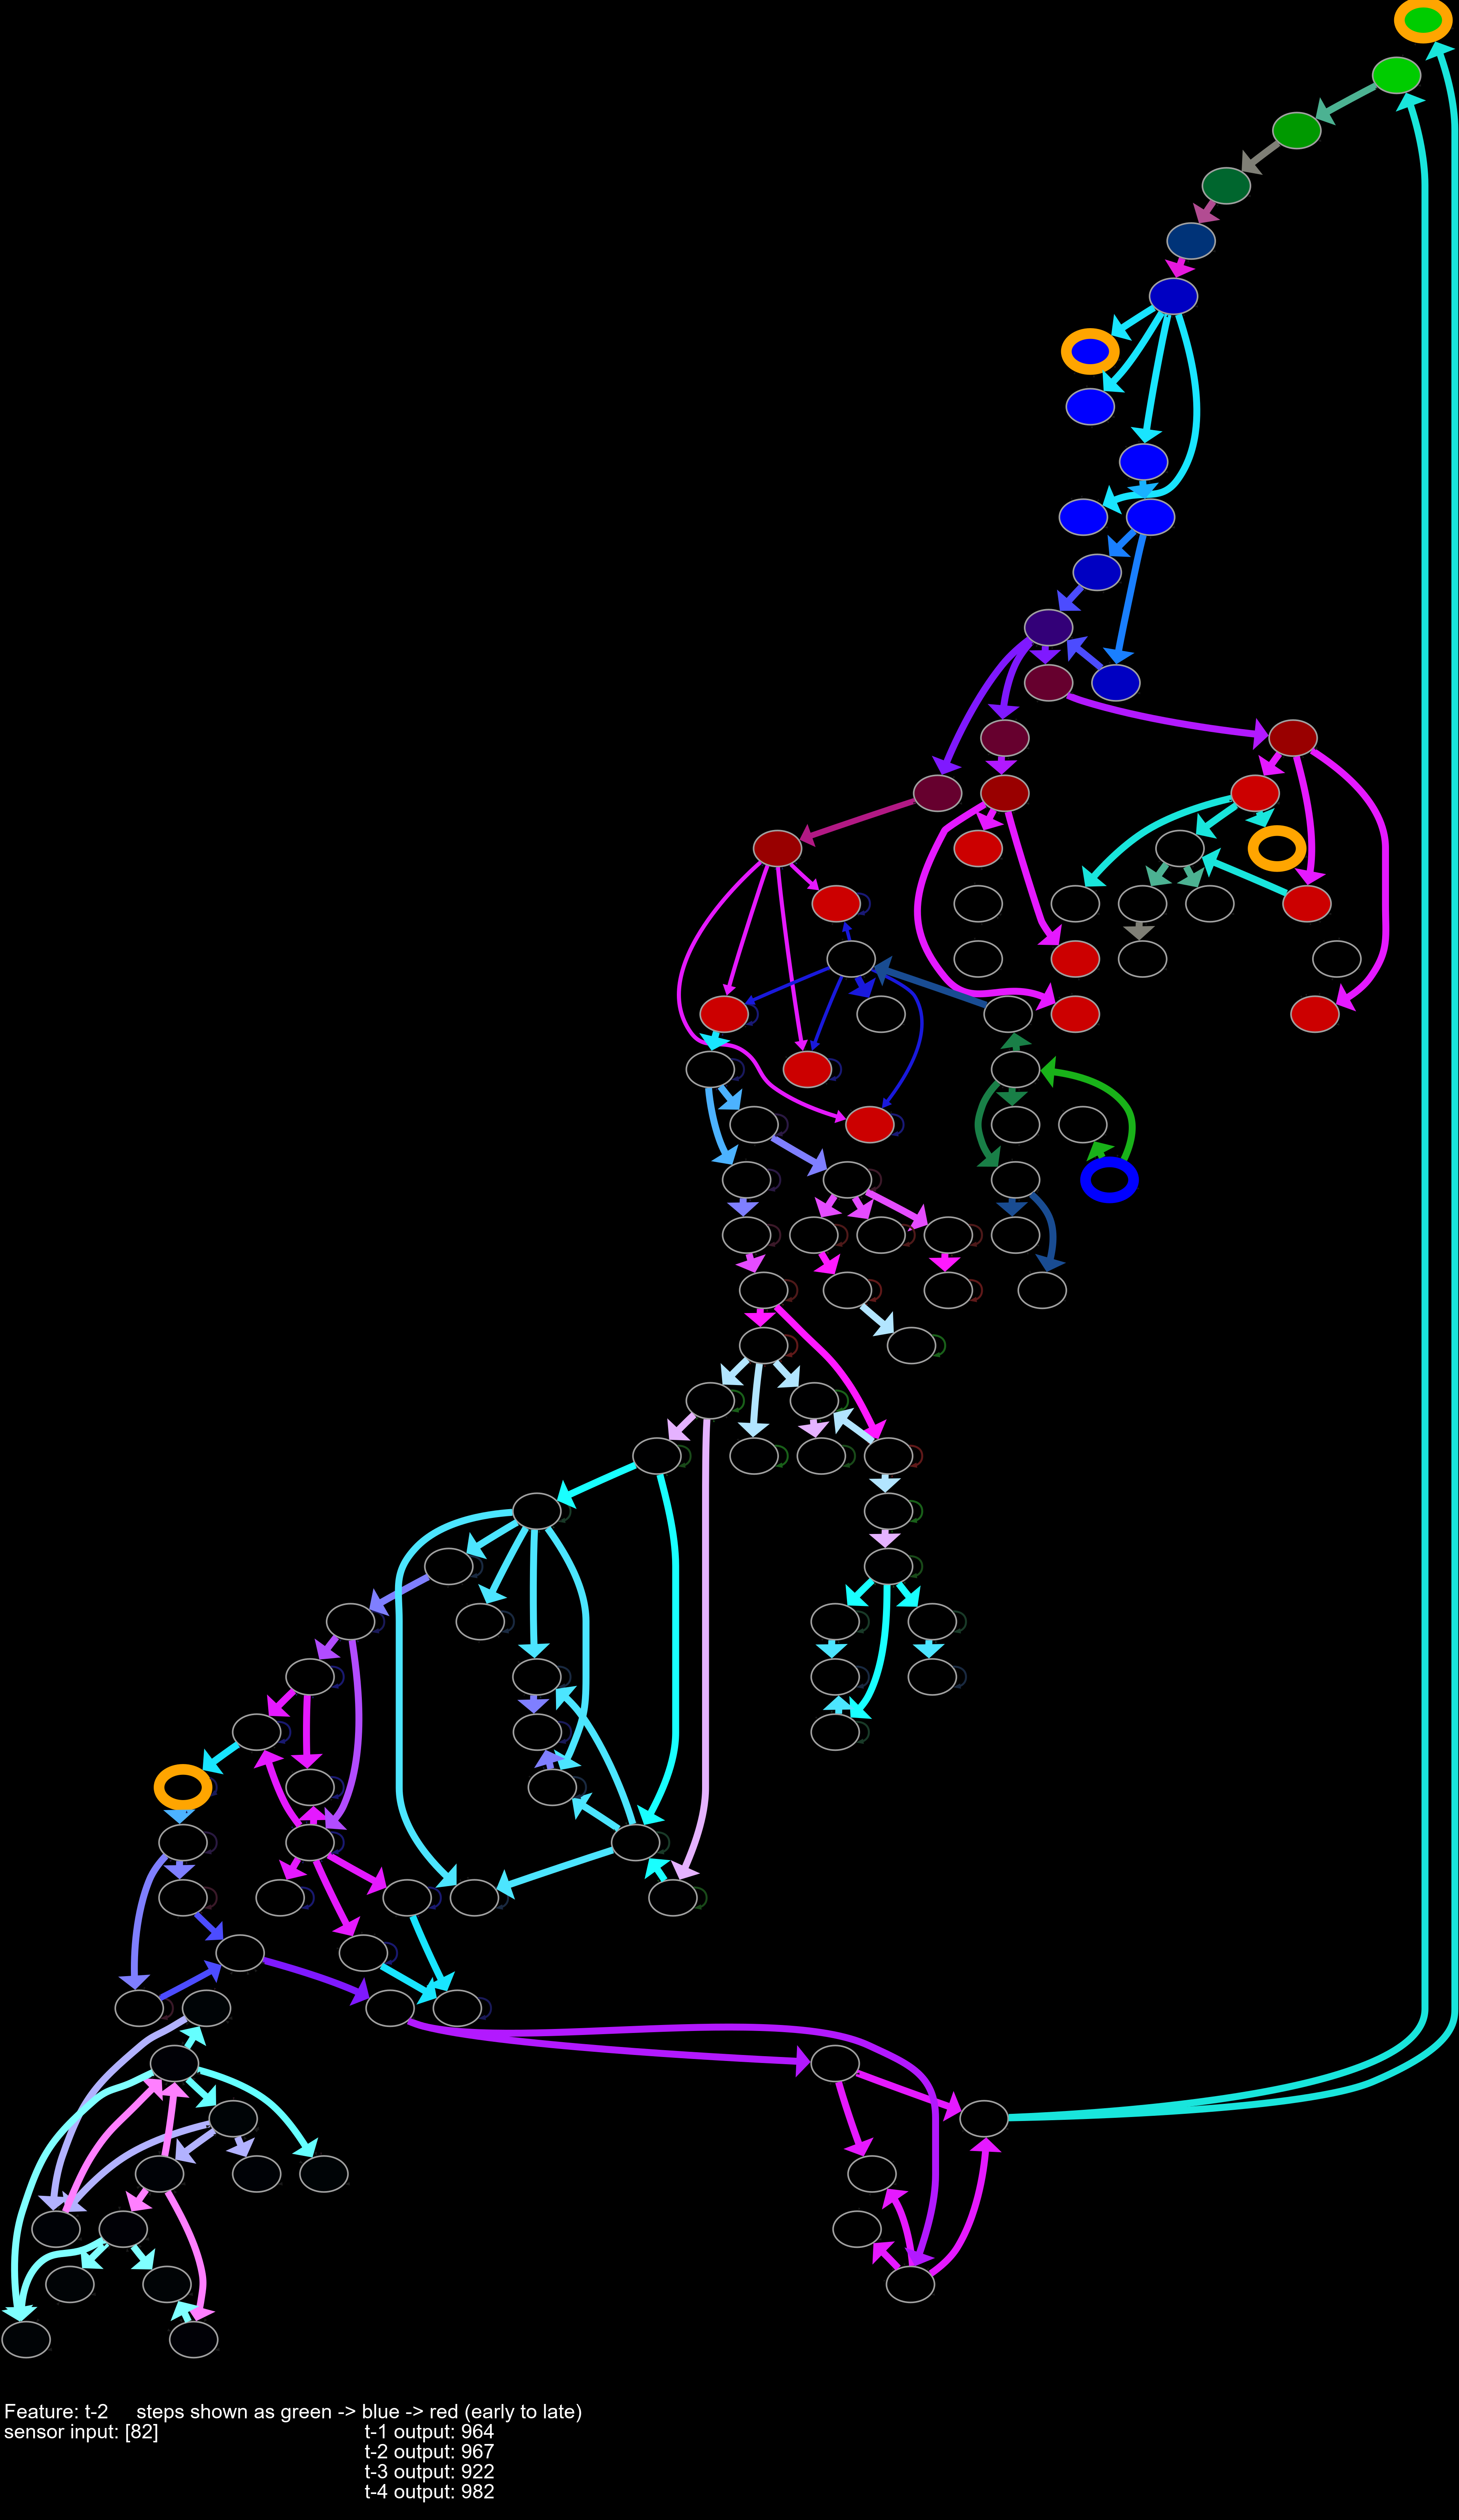 Feature: t-2     steps shown as green -> blue -> red (early to late)
sensor input: [82]     t-1 output: 964
t-2 output: 967
t-3 output: 922
t-4 output: 982